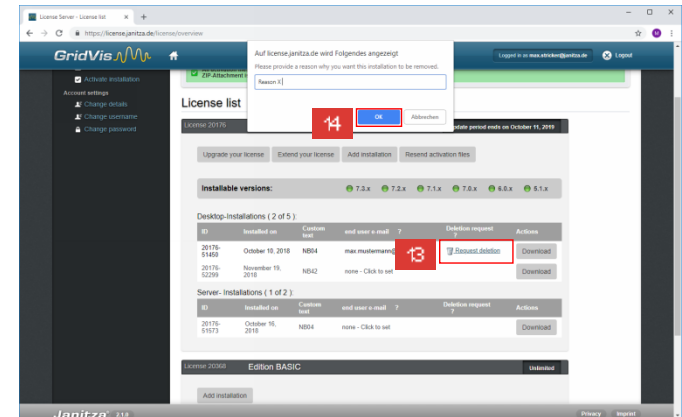 License Server - License list
https://license.janitza.de/license/overview
GridVis
Logged in as max.stricker@janitza.de
Logout
Auf license.janitza.de wird Folgendes angezeigt
Please provide a reason why you want this installation to be removed.
Reason X
OK
Abbrechen
14
Activate installation
Account settings
Change details
Change username
Change password
ZIP-Attachment
License list
License 20176
update period ends on October 11, 2019
Upgrade your license
Extend your license
Add installation
Resend activation files
Installable versions:
7.3.x
7.2.x
7.1.x
7.0.x
6.0.x
5.1.x
Desktop-Installations ( 2 of 5 ):
ID Installed on Custom text end user e-mail ? Deletion request ? Actions
20176-51450 October 10, 2018 NB04 max.mustermann@ Request deletion Download
13
20176-52299 November 19, 2018 NB42 none - Click to set Download
Server- Installations ( 1 of 2 ):
ID Installed on Custom text end user e-mail ? Deletion request ? Actions
20176-51573 October 16, 2018 NB04 none - Click to set Download
License 20368 Edition BASIC Unlimited
Add installation
Janitza
Privacy Imprint